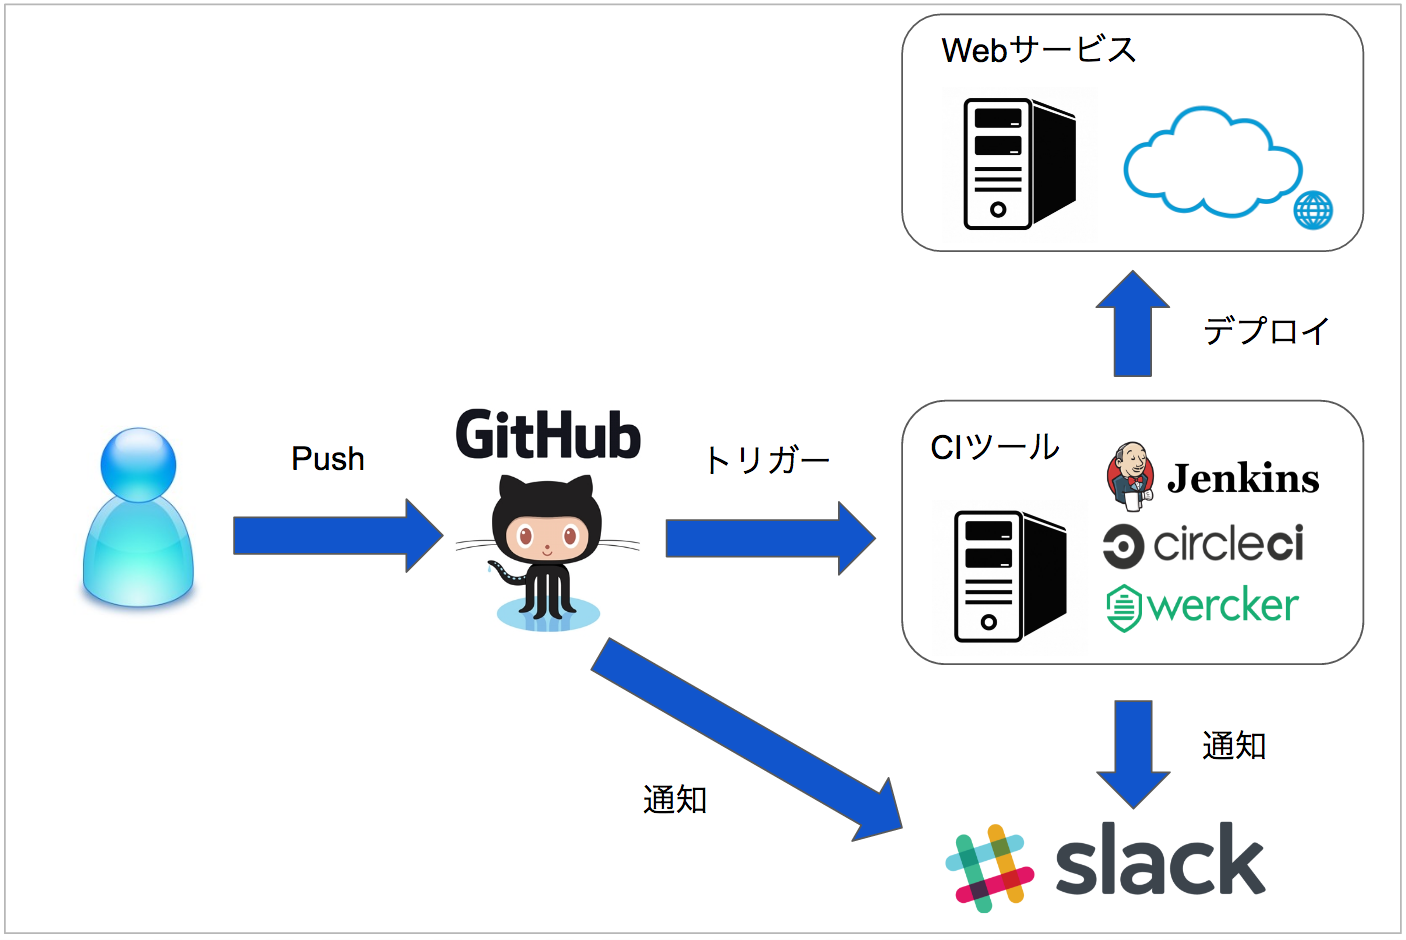 Webサービス
デプロイ
GitHub
Push
トリガー
CIツール
Jenkins
circleci
wercker
通知
通知
slack